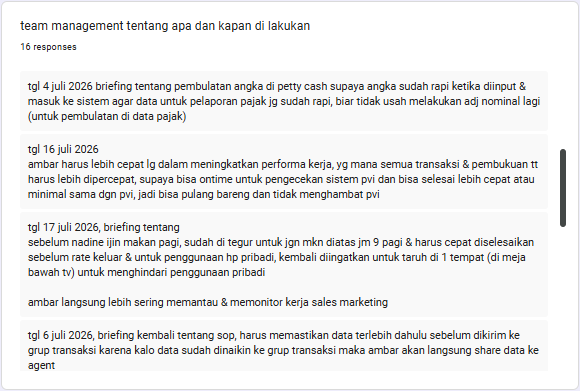 team management tentang apa dan kapan di lakukan
16 responses
tgl 4 juli 2026 briefing tentang pembulatan angka di petty cash supaya angka sudah rapi ketika diinput &
masuk ke sistem agar data untuk pelaporan pajak jg sudah rapi, biar tidak usah melakukan adj nominal lagi
(untuk pembulatan di data pajak)
tgl 16 juli 2026
ambar harus lebih cepat lg dalam meningkatkan performa kerja, yg mana semua transaksi & pembukuan tt
harus lebih dipercepat, supaya bisa ontime untuk pengecekan sistem pvi dan bisa selesai lebih cepat atau
minimal sama dgn pvi, jadi bisa pulang bareng dan tidak menghambat pvi
tgl 17 juli 2026, briefing tentang
sebelum nadine ijin makan pagi, sudah di tegur untuk jgn mkn diatas jm 9 pagi & harus cepat diselesaikan
sebelum rate keluar & untuk penggunaan hp pribadi, kembali diingatkan untuk taruh di 1 tempat (di meja
bawah tv) untuk menghindari penggunaan pribadi
ambar langsung lebih sering memantau & memonitor kerja sales marketing
tgl 6 juli 2026, briefing kembali tentang sop, harus memastikan data terlebih dahulu sebelum dikirim ke
grup transaksi karena kalo data sudah dinaikin ke grup transaksi maka ambar akan langsung share data ke
agent